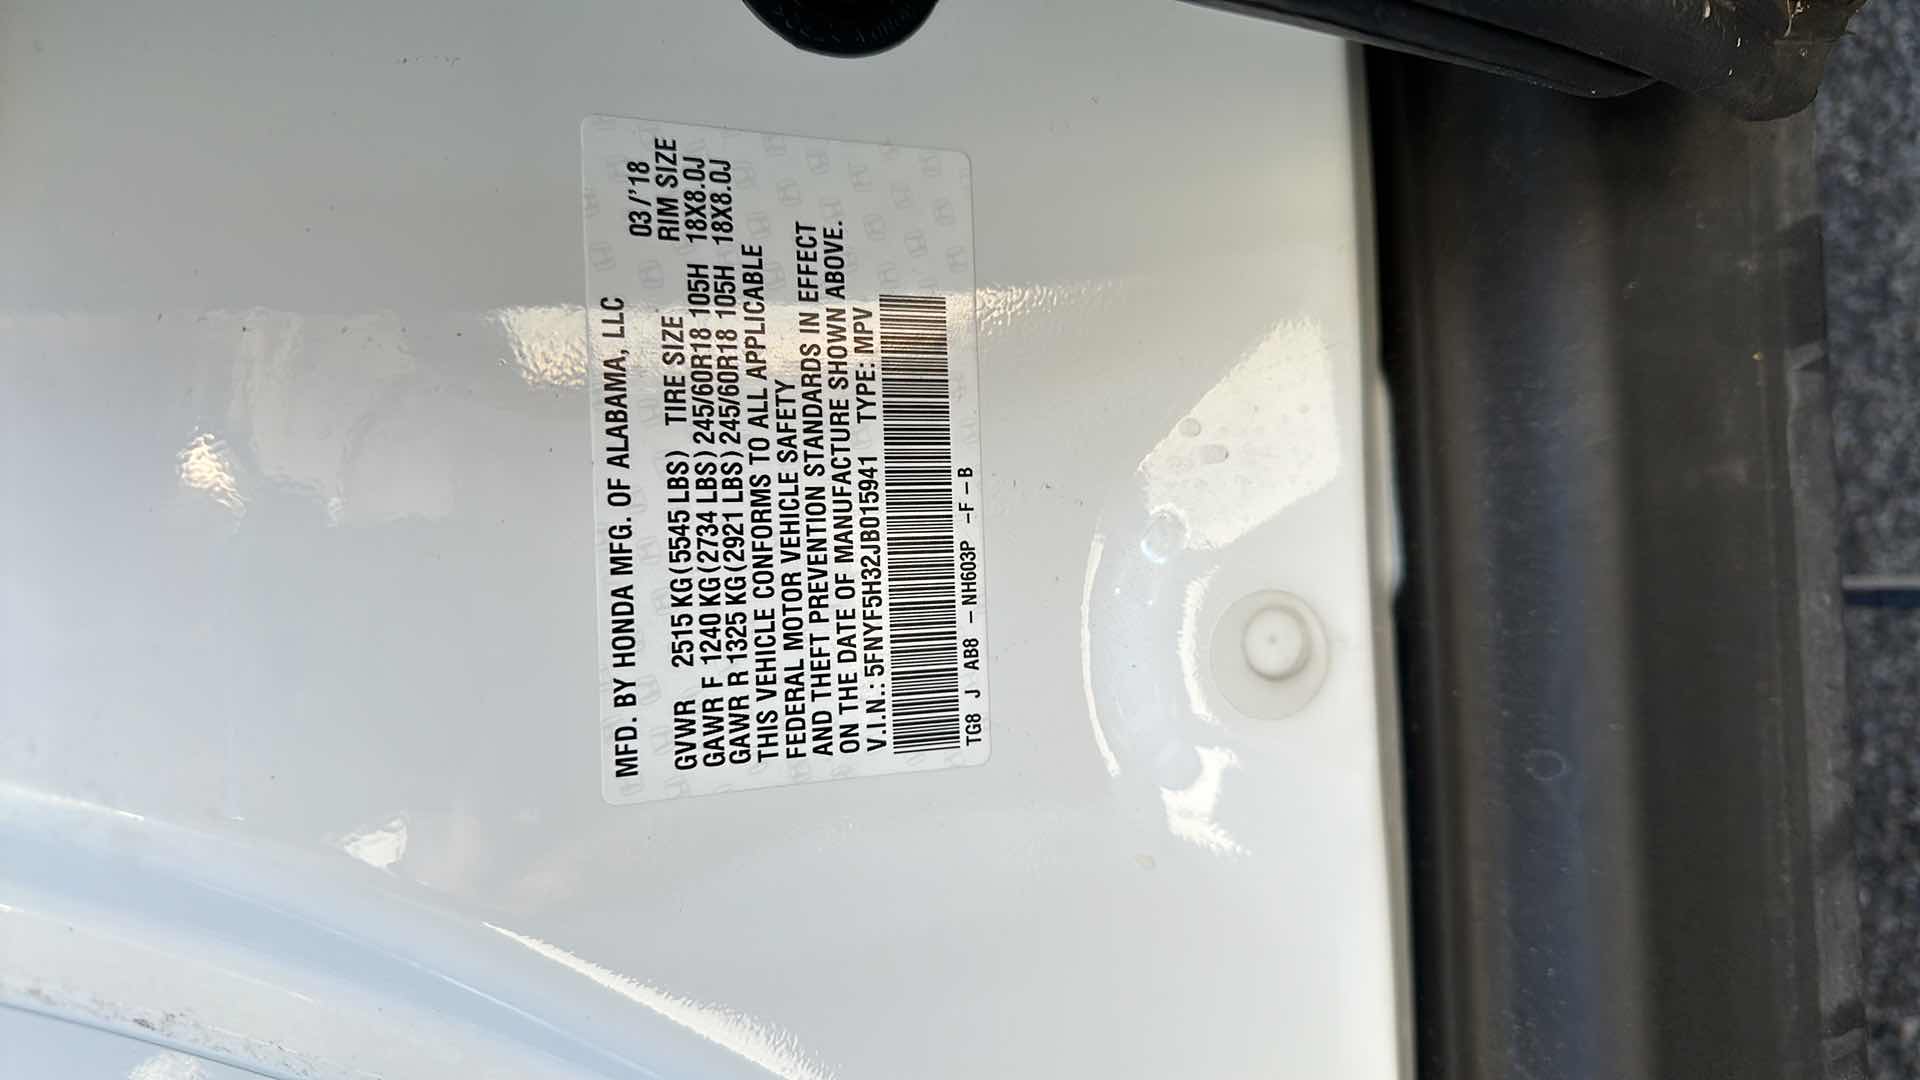 MFD. BY HONDA MFG. OF ALABAMA, LLC 03/'18
GVWR 2515 KG(5545 LBS) TIRE SIZE RIM SIZE
GAWR F 1240 KG(2734 LBS) 245/60R18 105H 18X8.0J
GAWR R 1325 KG(2921 LBS) 245/60R18 105H 18X8.0J
THIS VEHICLE CONFORMS TO ALL APPLICABLE
FEDERAL MOTOR VEHICLE SAFETY
AND THEFT PREVENTION STANDARDS IN EFFECT
ON THE DATE OF MANUFACTURE SHOWN ABOVE.
V.I.N.: 5FNYF5H32JB015941 TYPE: MPV
TG8 J AB8 - NH603P -F-B